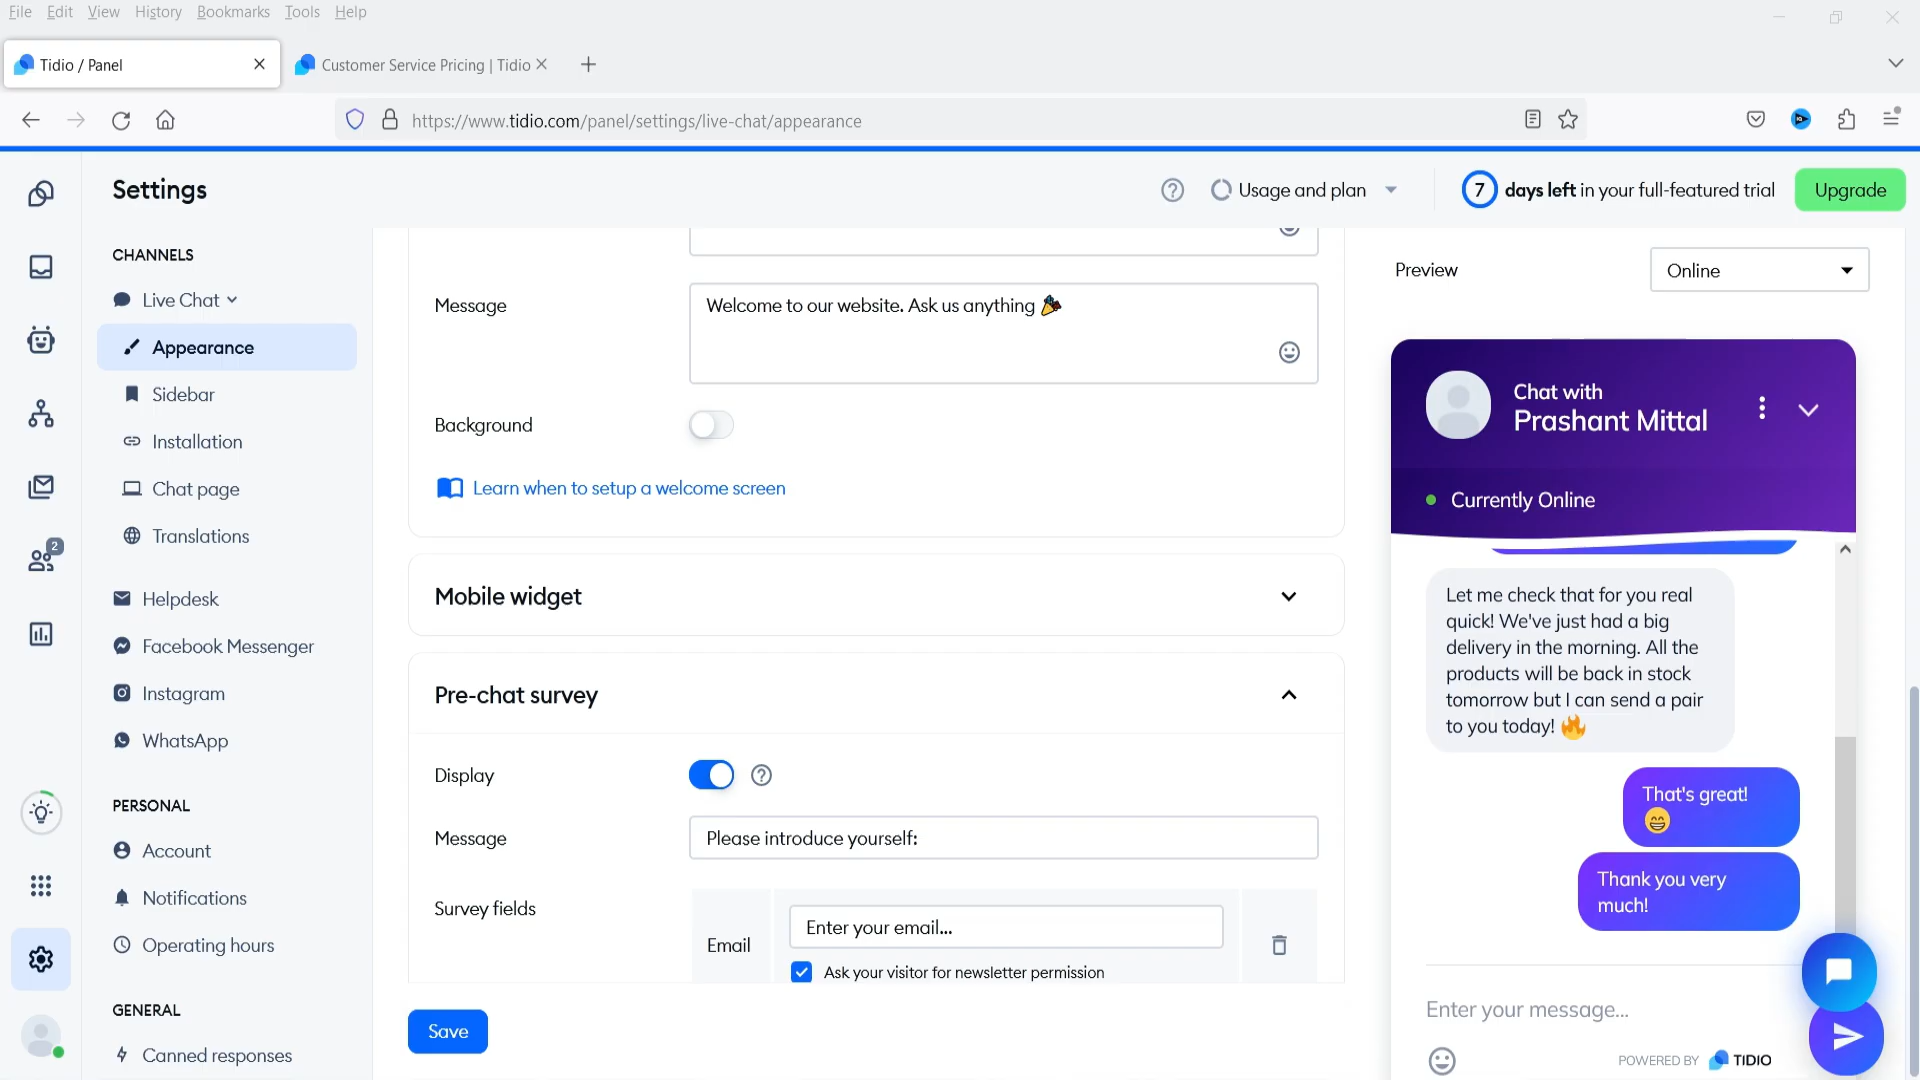 File Edit View History Bookmarks Tools Help
Tidio / Panel
Customer Service Pricing | Tidio
https://www.tidio.com/panel/settings/live-chat/appearance
Settings
Usage and plan
7 days left in your full-featured trial
Upgrade
CHANNELS
Live Chat
Appearance
Sidebar
Installation
Chat page
Translations
2
Helpdesk
Facebook Messenger
Instagram
WhatsApp
PERSONAL
Account
Notifications
Operating hours
GENERAL
Canned responses
Message
Welcome to our website. Ask us anything 🎉
Background
Learn when to setup a welcome screen
Mobile widget
Pre-chat survey
Display
Message
Please introduce yourself:
Survey fields
Email
Enter your email...
Ask your visitor for newsletter permission
Save
Preview
Online
Chat with
Prashant Mittal
Currently Online
Let me check that for you real
quick! We've just had a big
delivery in the morning. All the
products will be back in stock
tomorrow but I can send a pair
to you today! 🔥
That's great!
😄
Thank you very
much!
Enter your message...
POWERED BY TIDIO